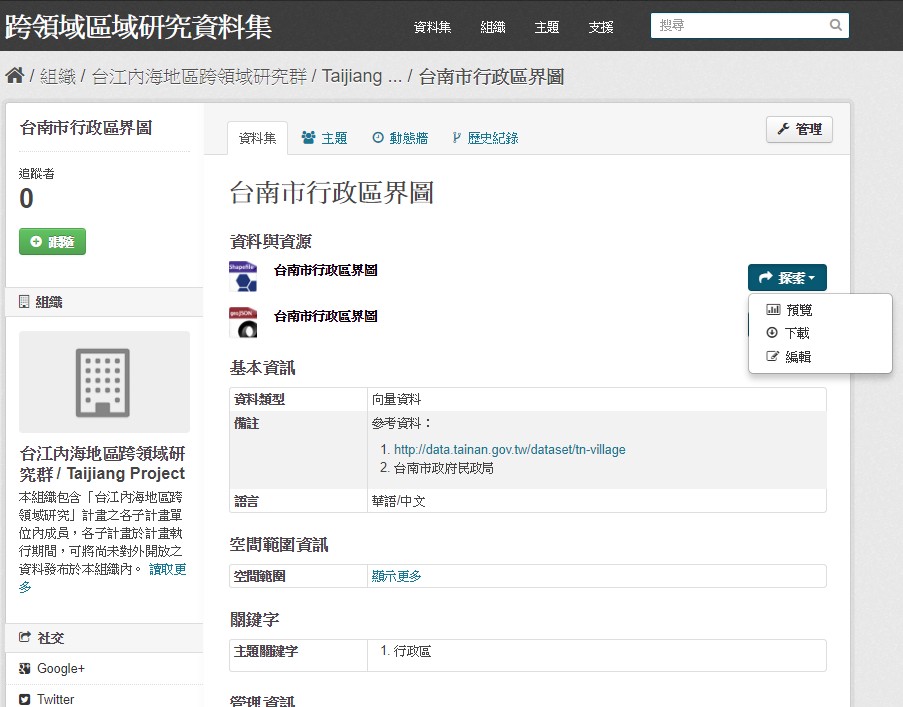 跨領域區域研究資料集
資料集 組織 主題 支援 搜尋
/ 組織 / 台江內海地區跨領域研究群 / Taijiang ... / 台南市行政區界圖
台南市行政區界圖
追蹤者
0
跟隨
組織
台江內海地區跨領域研
究群 / Taijiang Project
本組織包含「台江內海地區跨
領域研究」計畫之各子計畫單
位內成員，各子計畫於計畫執
行期間，可將尚未對外開放之
資料發布於本組織內。 讀取更
多
社交
Google+
Twitter
資料集 主題 動態牆 歷史紀錄 管理
台南市行政區界圖
資料與資源
Shapefile 台南市行政區界圖 探索
台南市行政區界圖
預覽
下載
編輯
基本資訊
資料類型 向量資料
備註 參考資料：
1. http://data.tainan.gov.tw/dataset/tn-village
2. 台南市政府民政局
語言 華語/中文
空間範圍資訊
空間範圍 顯示更多
關鍵字
主題關鍵字 1. 行政區
管理資訊